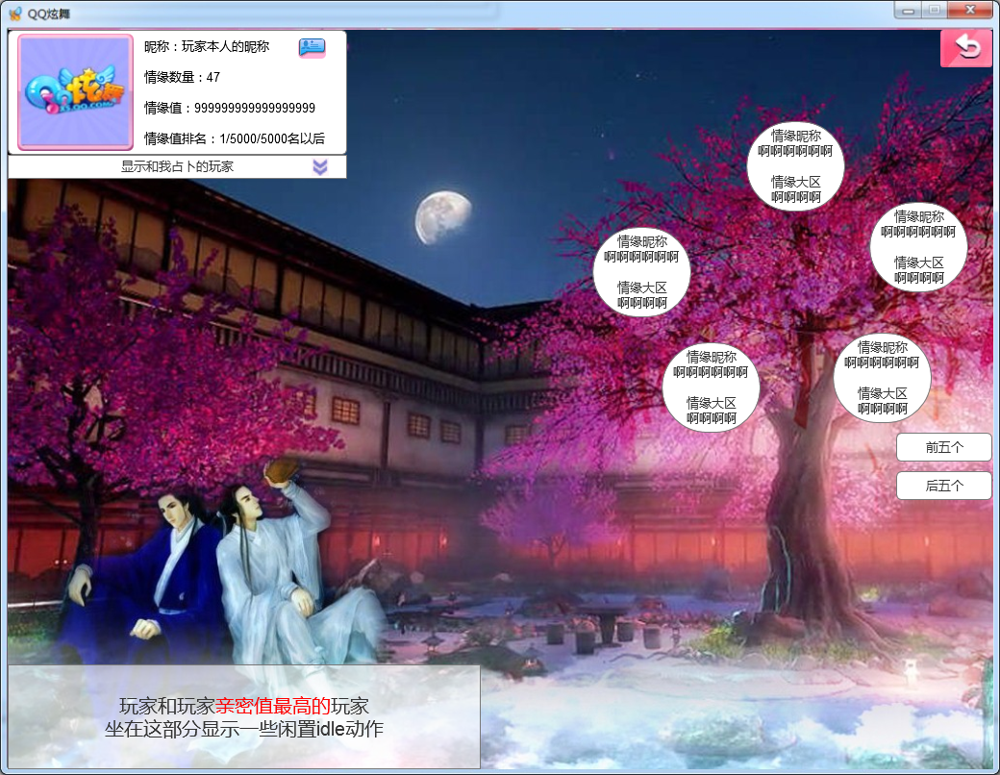 QQ炫舞
昵称：玩家本人的昵称
情缘数量：47
情缘值：999999999999999999
情缘值排名：1/5000/5000名以后
显示和我占卜的玩家
QQ炫舞
情缘昵称
啊啊啊啊啊啊
情缘大区
啊啊啊啊
情缘昵称
啊啊啊啊啊啊
情缘大区
啊啊啊啊
情缘昵称
啊啊啊啊啊啊
情缘大区
啊啊啊啊
情缘昵称
啊啊啊啊啊啊
情缘大区
啊啊啊啊
情缘昵称
啊啊啊啊啊啊
情缘大区
啊啊啊啊
前五个
后五个
玩家和玩家亲密值最高的玩家
坐在这部分显示一些闲置idle动作